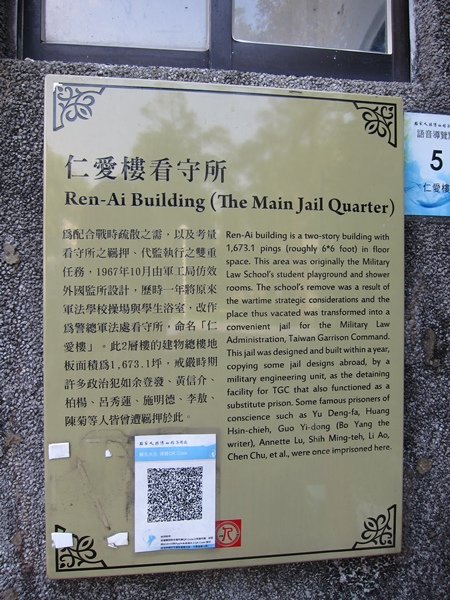 仁愛樓看守所
Ren-Ai Building (The Main Jail Quarter)
爲配合戰時疏散之需，以及考量
看守所之羈押、代監執行之雙重
任務，1967年10月由軍工局仿效
外國監所設計，歷時一年將原來
軍法學校操場與學生浴室，改作
爲警總軍法處看守所，命名「仁
愛樓」。此2層樓的建物總樓地
板面積爲1,673.1坪，戒嚴時期
許多政治犯如余登發、黃信介、
柏楊、呂秀蓮、施明德、李敖、
陳菊等人皆曾遭羈押於此。
Ren-Ai building is a two-story building with
1,673.1 pings (roughly 6*6 foot) in floor
space. This area was originally the Military
Law School's student playground and shower
rooms. The school's remove was a result of
the wartime strategic considerations and the
place thus vacated was transformed into a
convenient jail for the Military Law
Administration, Taiwan Garrison Command.
This jail was designed and built within a year,
copying some jail designs abroad, by a
military engineering unit, as the detaining
facility for TGC that also functioned as a
substitute prison. Some famous prisoners of
conscience such as Yu Deng-fa, Huang
Hsin-chieh, Guo Yi-dong (Bo Yang the
writer), Annette Lu, Shih Ming-teh, Li Ao,
Chen Chu, et al., were once imprisoned here.
語音導覽
5
仁愛樓